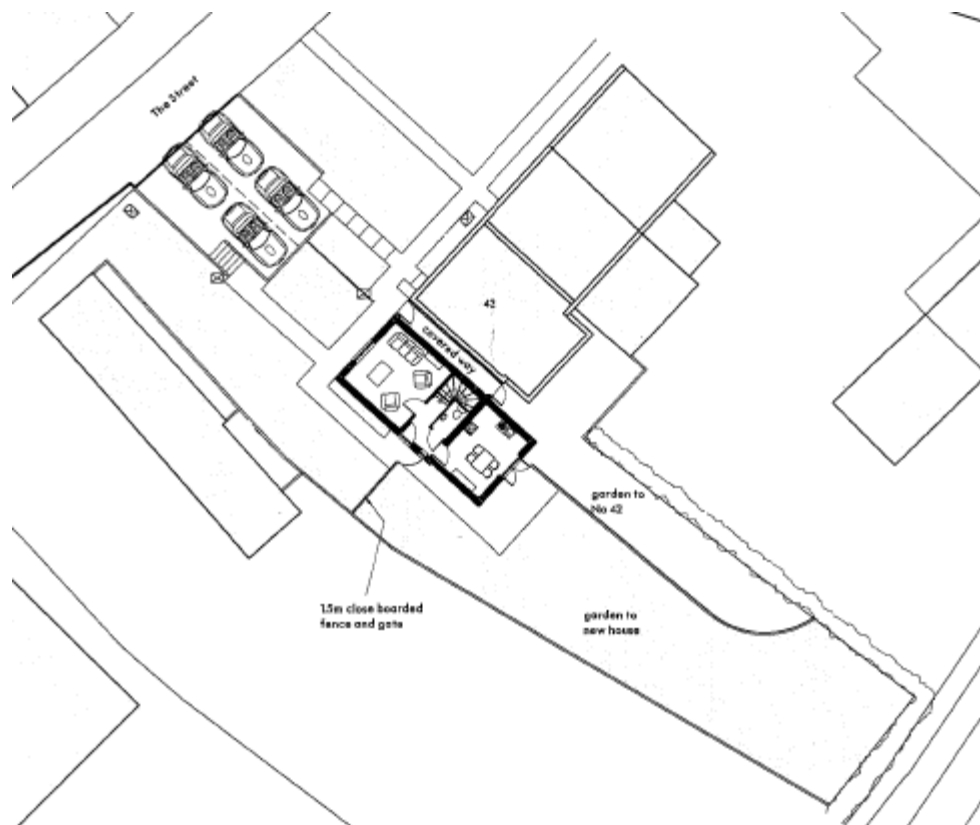 The Street
42
covered way
garden to
No 42
1.5m close boarded
fence and gate
garden to
new house